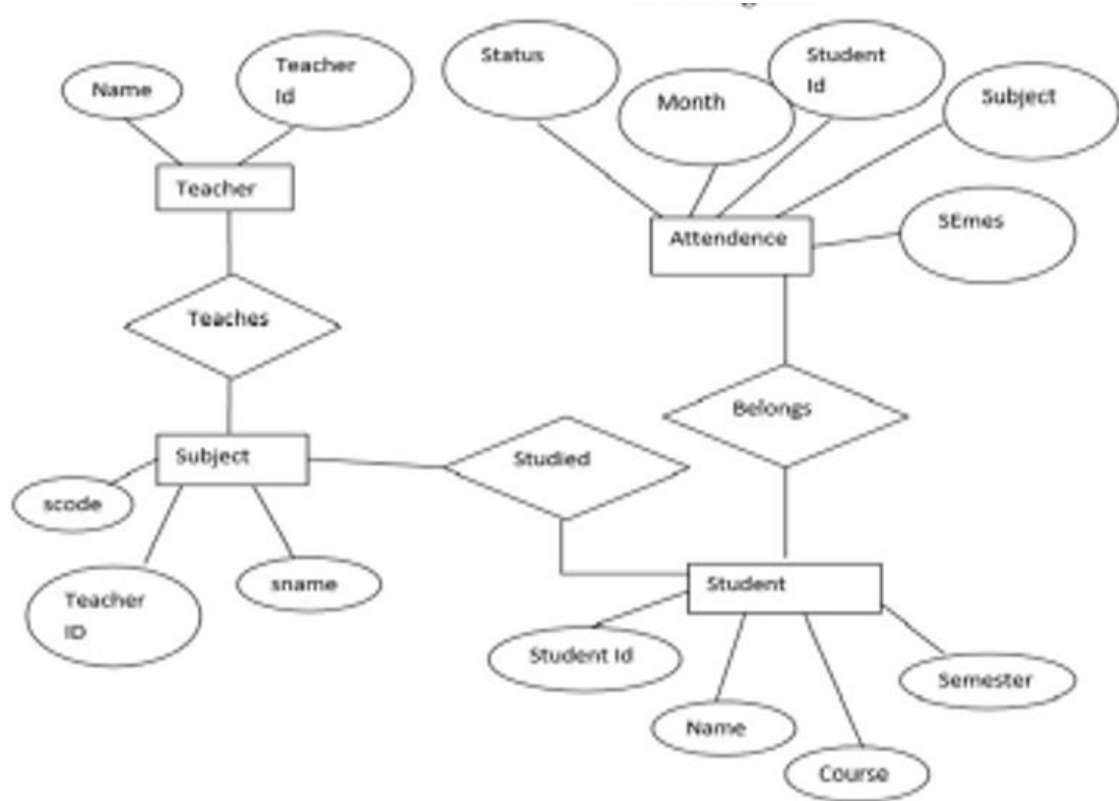 Name
Teacher
Id
Status
Month
Student
Id
Subject
Teacher
Attendence
SEmes
Teaches
Belongs
Subject
Studied
scode
Teacher
ID
sname
Student
Student Id
Semester
Name
Course